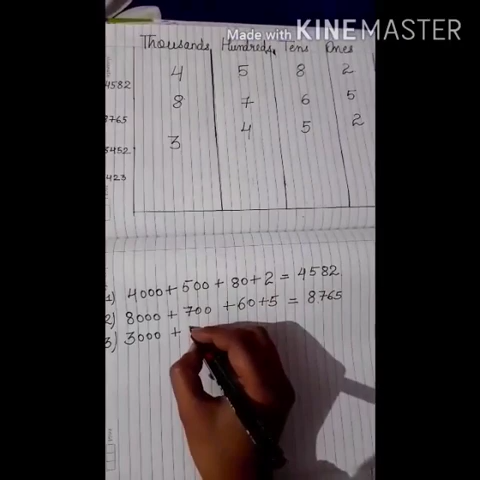 Made with KINEMASTER
Thousands Hundreds Tens Ones
4582 4 5 8 2
8765 8 7 6 5
5452 3 4 5 2
423
1) 4000 + 500 + 80 + 2 = 4582
2) 8000 + 700 + 60 + 5 = 8765
3) 3000 +